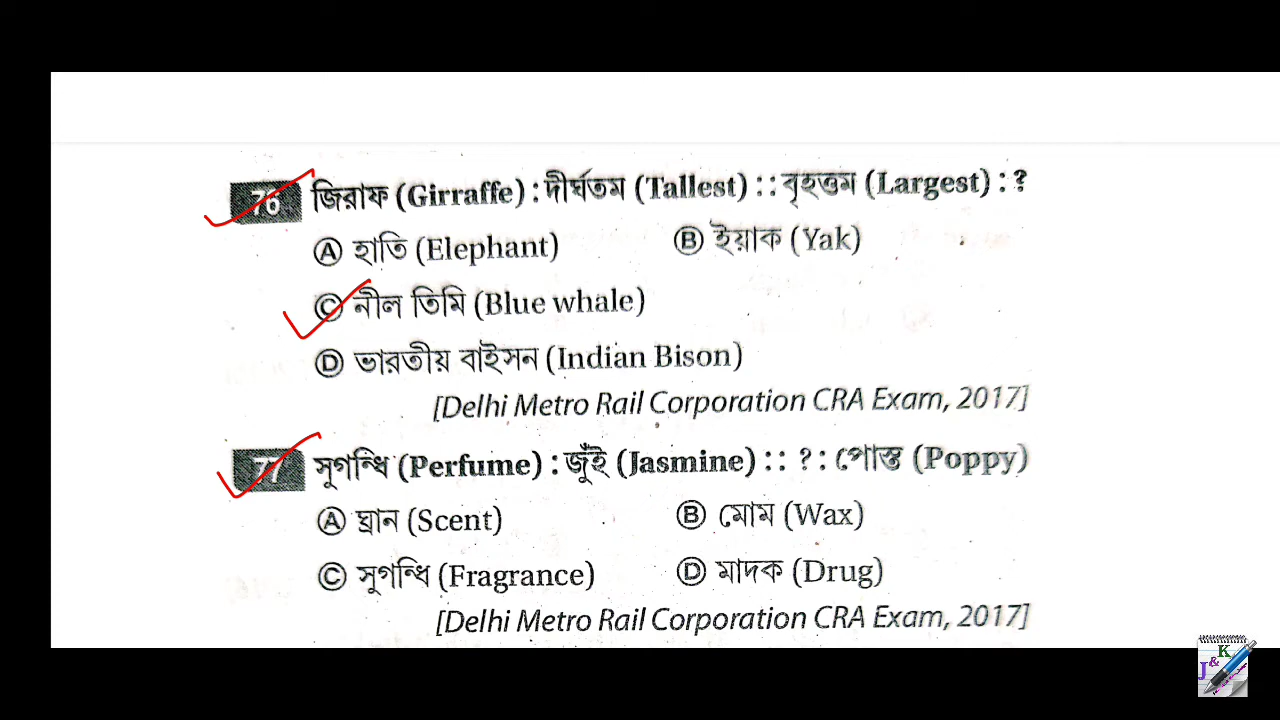 76 জিরাফ (Girraffe) : দীর্ঘতম (Tallest) : : বৃহত্তম (Largest) : ?
Ⓐ হাতি (Elephant) Ⓑ ইয়াক (Yak)
Ⓒ নীল তিমি (Blue whale)
Ⓓ ভারতীয় বাইসন (Indian Bison)
[Delhi Metro Rail Corporation CRA Exam, 2017]
77 সুগন্ধি (Perfume) : জুঁই (Jasmine) : : ? : পোস্ত (Poppy)
Ⓐ ঘ্রান (Scent) Ⓑ মোম (Wax)
Ⓒ সুগন্ধি (Fragrance) Ⓓ মাদক (Drug)
[Delhi Metro Rail Corporation CRA Exam, 2017]
J & K